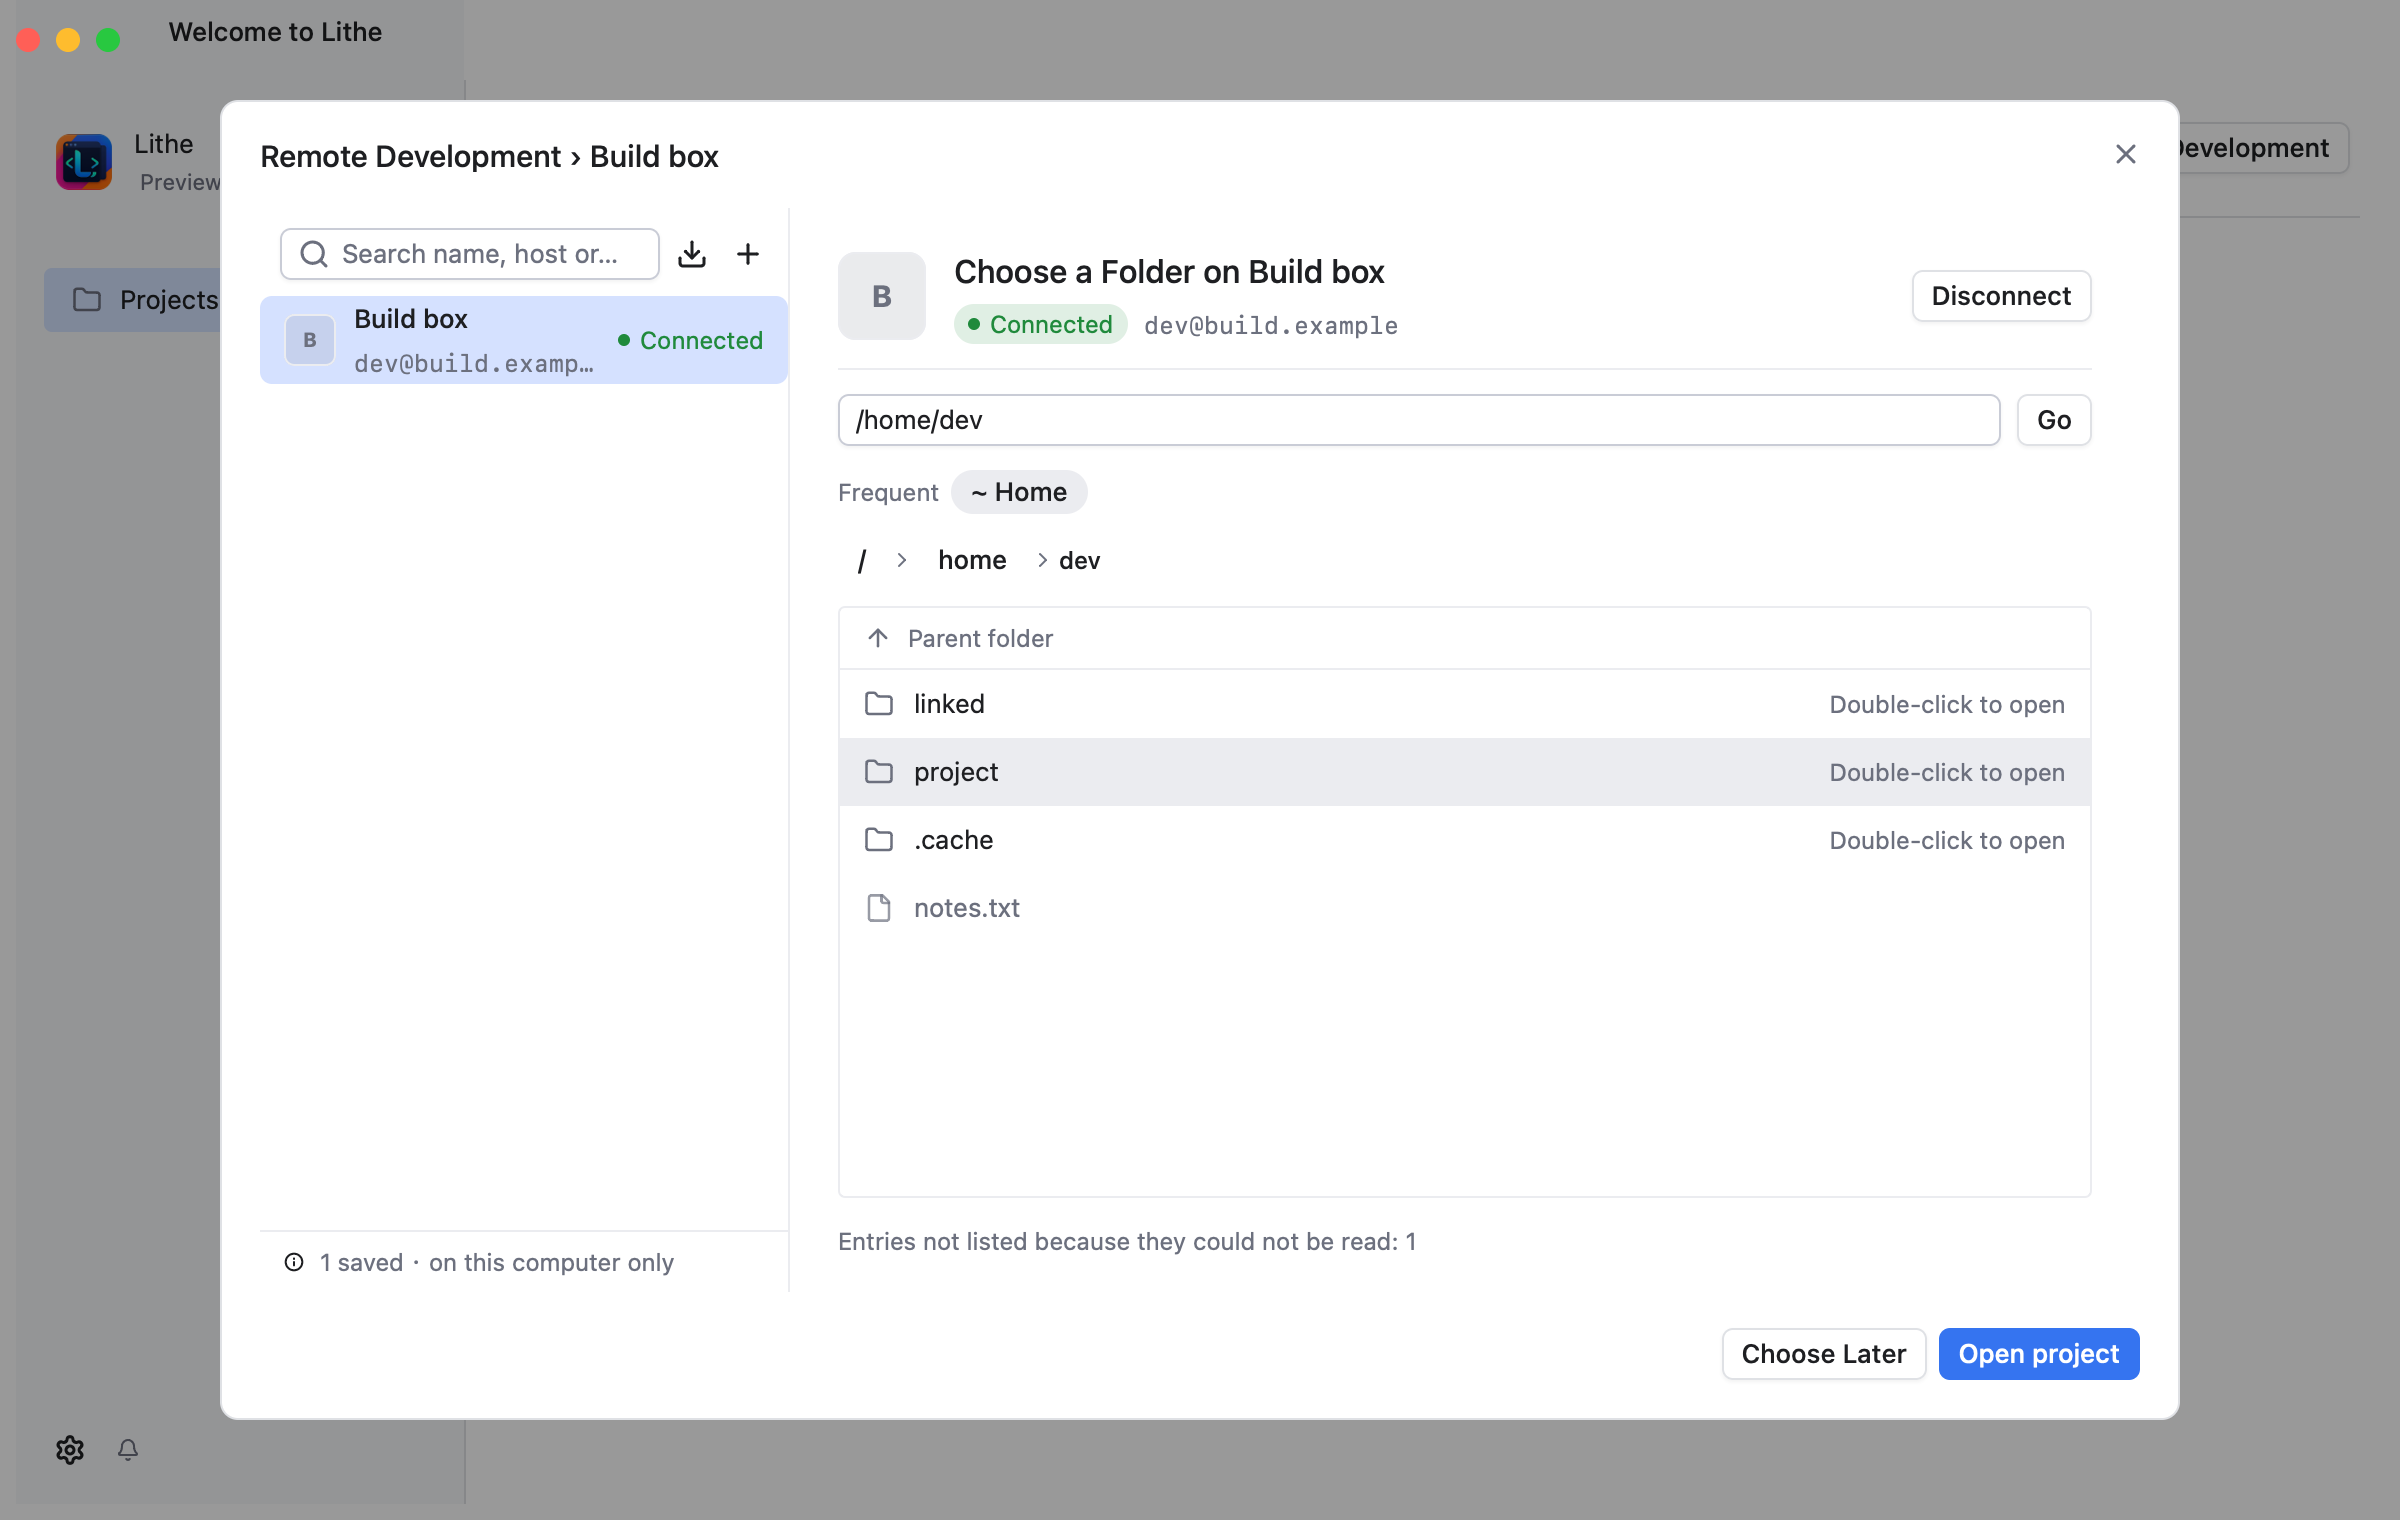 Welcome to Lithe
Lithe
Preview
Projects
Development
Remote Development › Build box
Search name, host or...
B
Build box
dev@build.examp...
Connected
1 saved · on this computer only
B
Choose a Folder on Build box
Connected
dev@build.example
Disconnect
/home/dev
Go
Frequent
~ Home
/ > home > dev
Parent folder
linked
Double-click to open
project
Double-click to open
.cache
Double-click to open
notes.txt
Entries not listed because they could not be read: 1
Choose Later
Open project